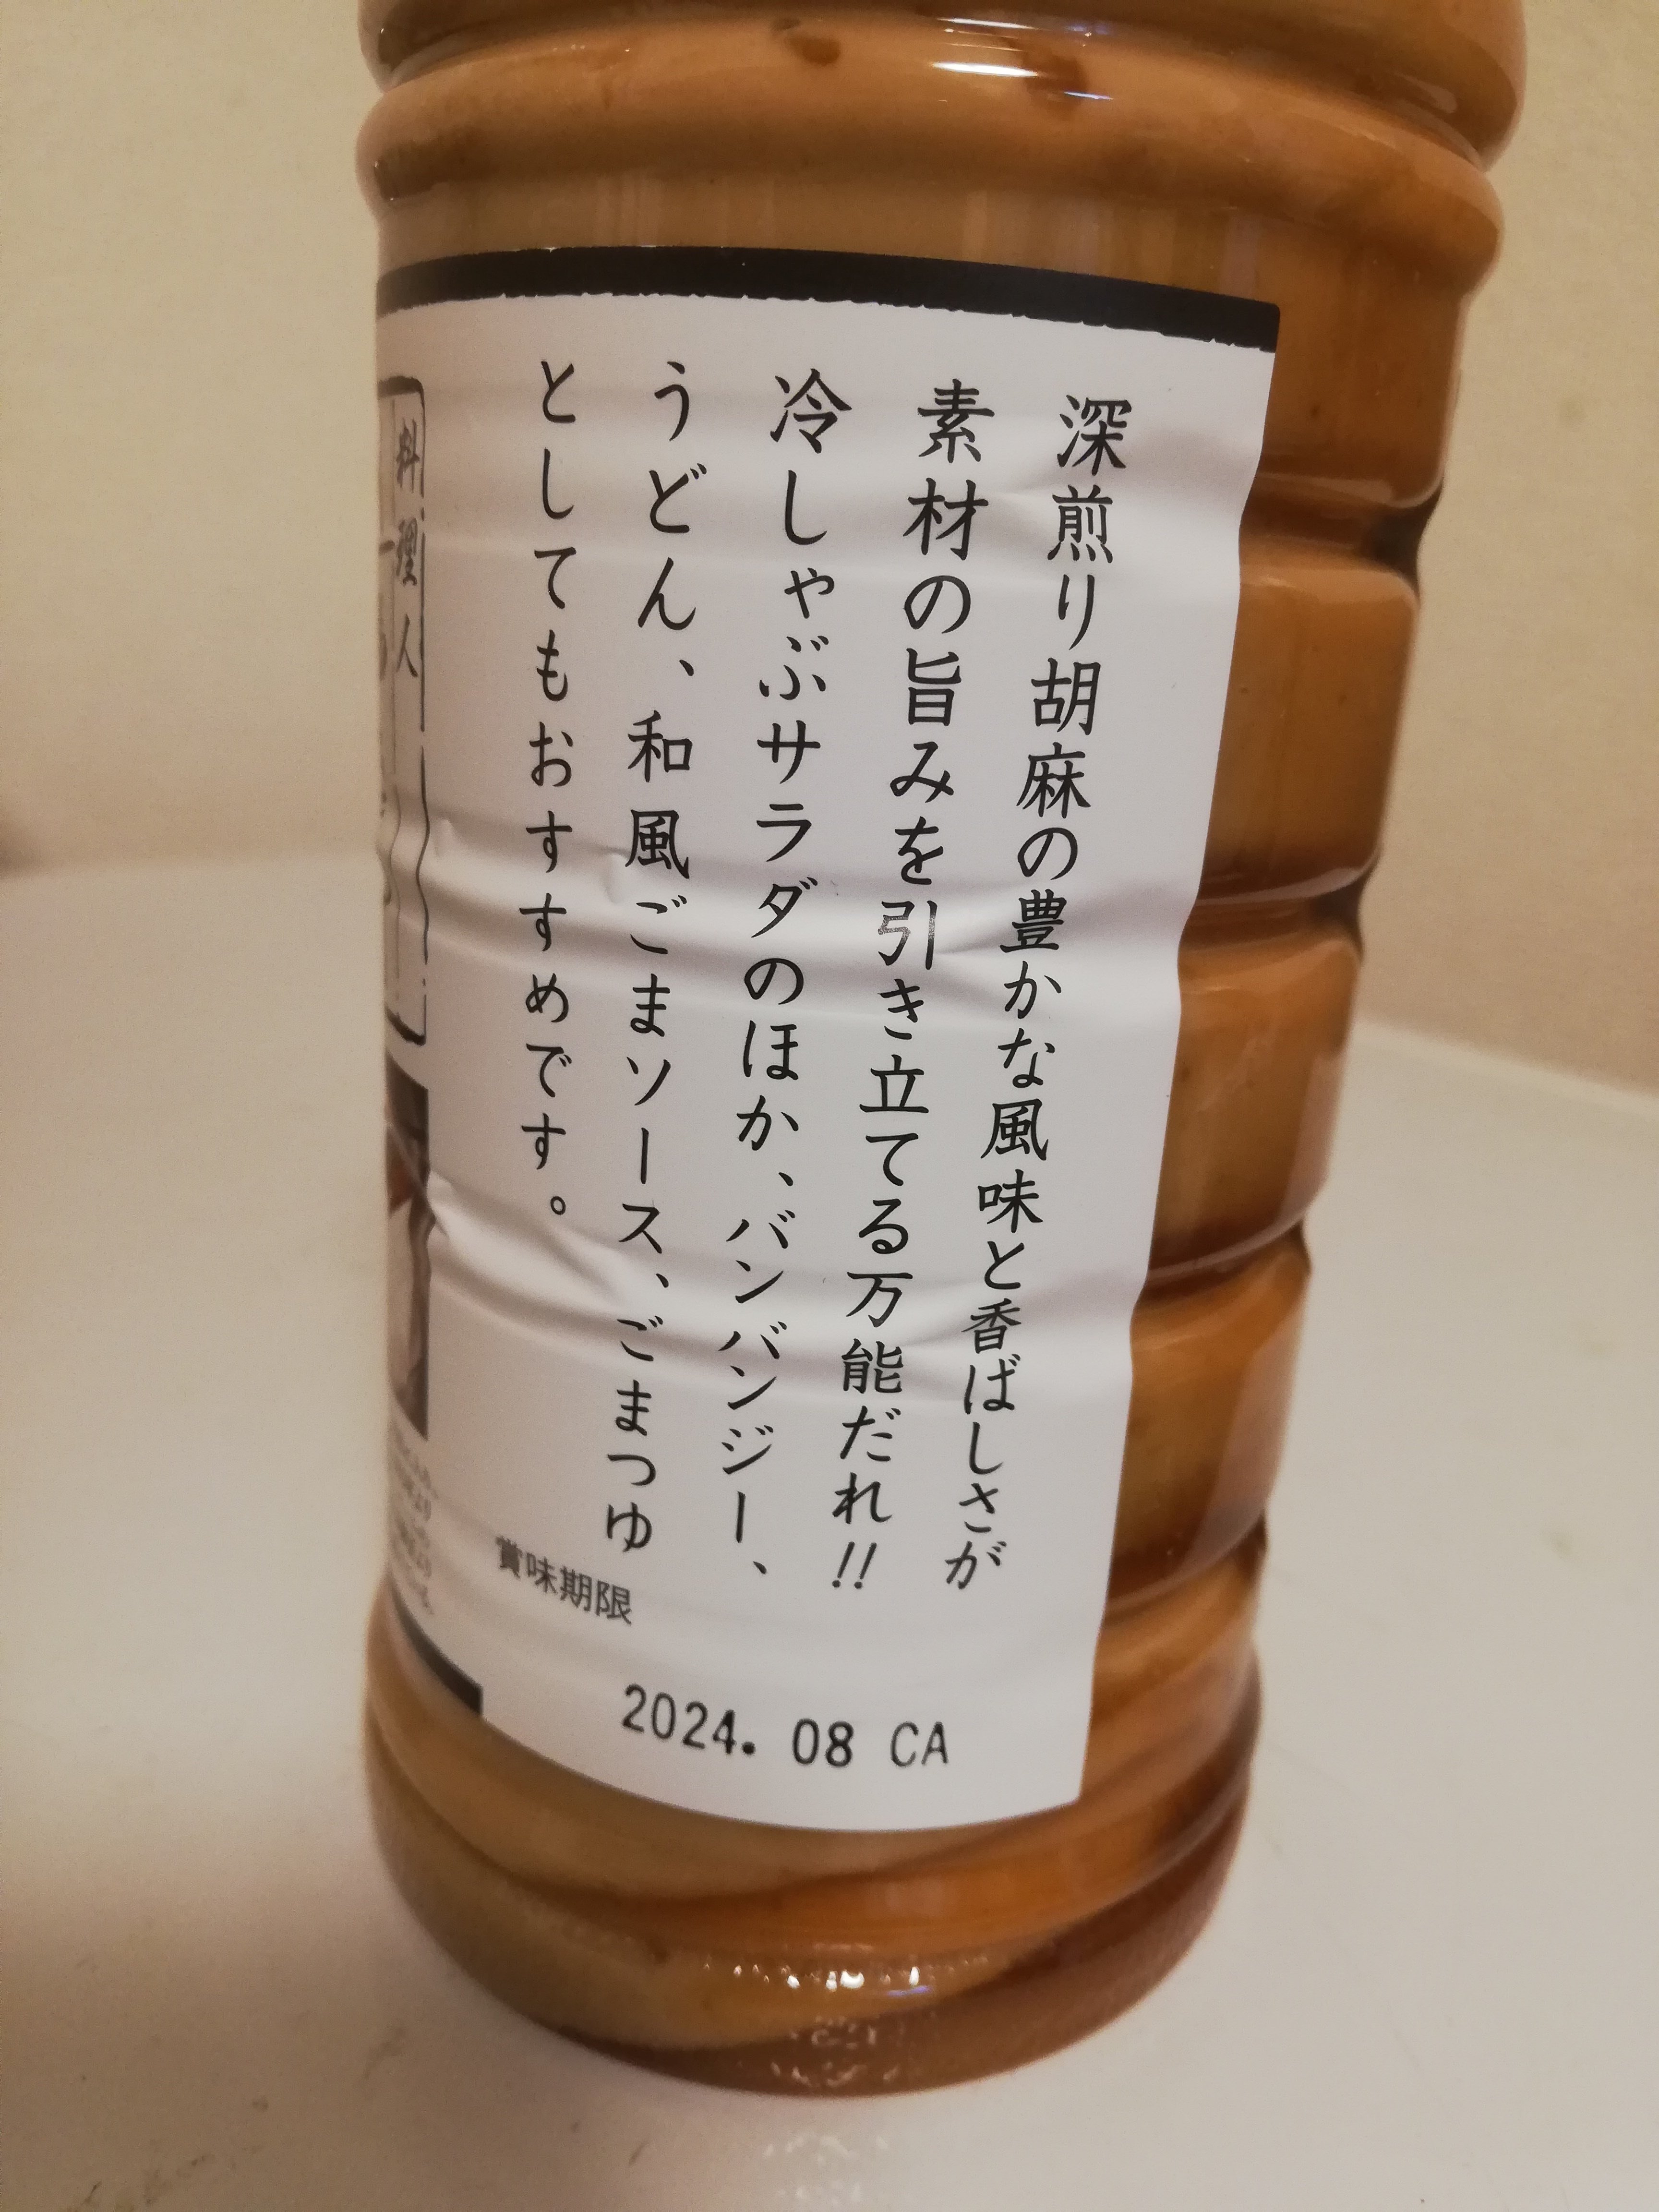 深煎り胡麻の豊かな風味と香ばしさが
素材の旨みを引き立てる万能だれ!!
冷しゃぶサラダのほか、バンバンジー、
うどん、和風ごまソース、ごまつゆ
としてもおすすめです。
賞味期限
2024. 08 CA
料理人